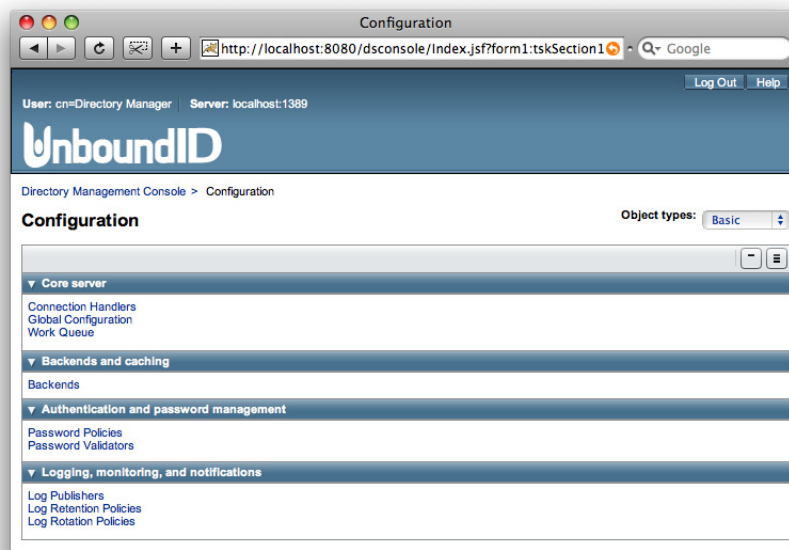 Configuration
http://localhost:8080/dsconsole/Index.jsf?form1:tskSection1
Google
Log Out Help
User: cn=Directory Manager Server: localhost:1389
UnboundID
Directory Management Console > Configuration
Configuration
Object types: Basic
Core server
Connection Handlers
Global Configuration
Work Queue
Backends and caching
Backends
Authentication and password management
Password Policies
Password Validators
Logging, monitoring, and notifications
Log Publishers
Log Retention Policies
Log Rotation Policies